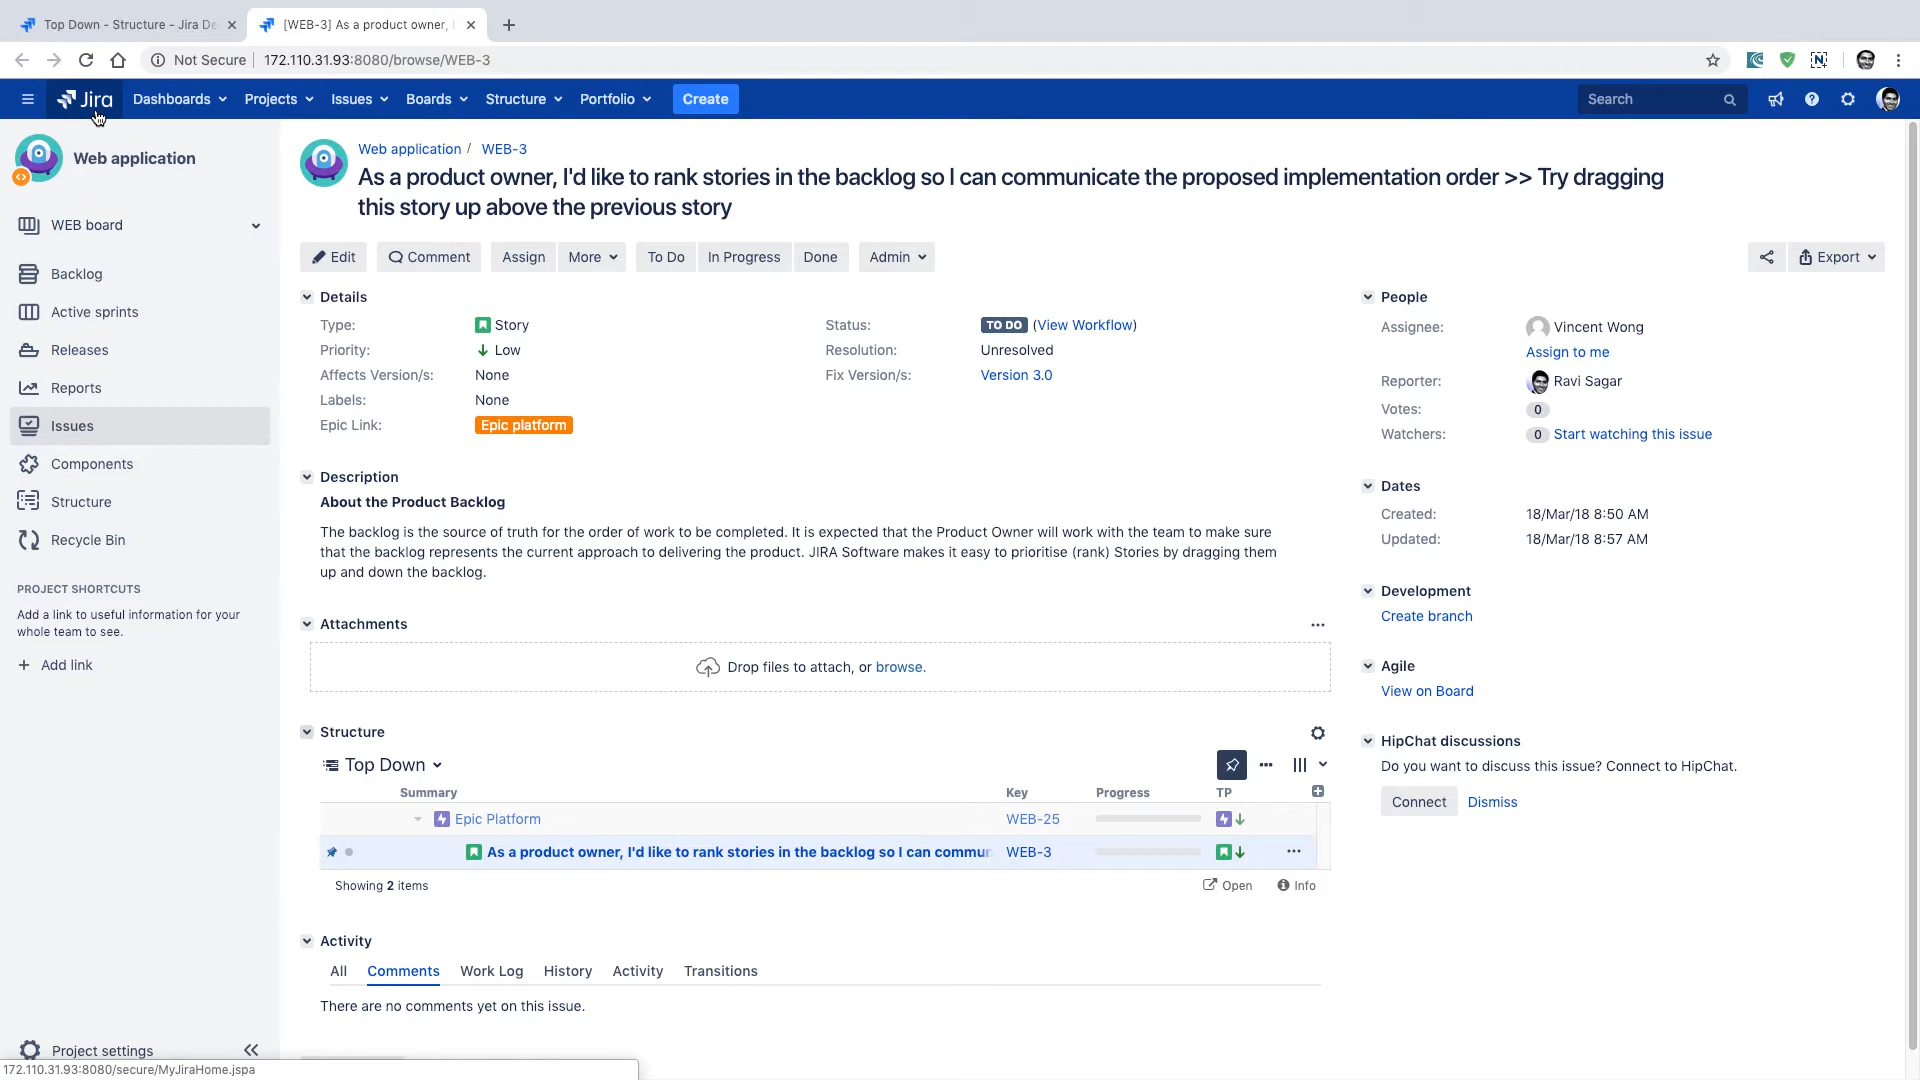 Top Down - Structure - Jira De
[WEB-3] As a product owner,
Not Secure
172.110.31.93:8080/browse/WEB-3
Jira
Dashboards
Projects
Issues
Boards
Structure
Portfolio
Create
Search
Web application
WEB board
Backlog
Active sprints
Releases
Reports
Issues
Components
Structure
Recycle Bin
PROJECT SHORTCUTS
Add a link to useful information for your
whole team to see.
+ Add link
Project settings
172.110.31.93:8080/secure/MyJiraHome.jspa
Web application / WEB-3
As a product owner, I'd like to rank stories in the backlog so I can communicate the proposed implementation order >> Try dragging
this story up above the previous story
Edit
Comment
Assign
More
To Do
In Progress
Done
Admin
Export
Details
Type: Story
Priority: Low
Affects Version/s: None
Labels: None
Epic Link: Epic platform
Status: TO DO (View Workflow)
Resolution: Unresolved
Fix Version/s: Version 3.0
Description
About the Product Backlog
The backlog is the source of truth for the order of work to be completed. It is expected that the Product Owner will work with the team to make sure
that the backlog represents the current approach to delivering the product. JIRA Software makes it easy to prioritise (rank) Stories by dragging them
up and down the backlog.
Attachments
Drop files to attach, or browse.
Structure
Top Down
Summary Key Progress TP
Epic Platform WEB-25
As a product owner, I'd like to rank stories in the backlog so I can commun WEB-3
Showing 2 items
Open
Info
Activity
All Comments Work Log History Activity Transitions
There are no comments yet on this issue.
People
Assignee: Vincent Wong
Assign to me
Reporter: Ravi Sagar
Votes: 0
Watchers: 0 Start watching this issue
Dates
Created: 18/Mar/18 8:50 AM
Updated: 18/Mar/18 8:57 AM
Development
Create branch
Agile
View on Board
HipChat discussions
Do you want to discuss this issue? Connect to HipChat.
Connect
Dismiss